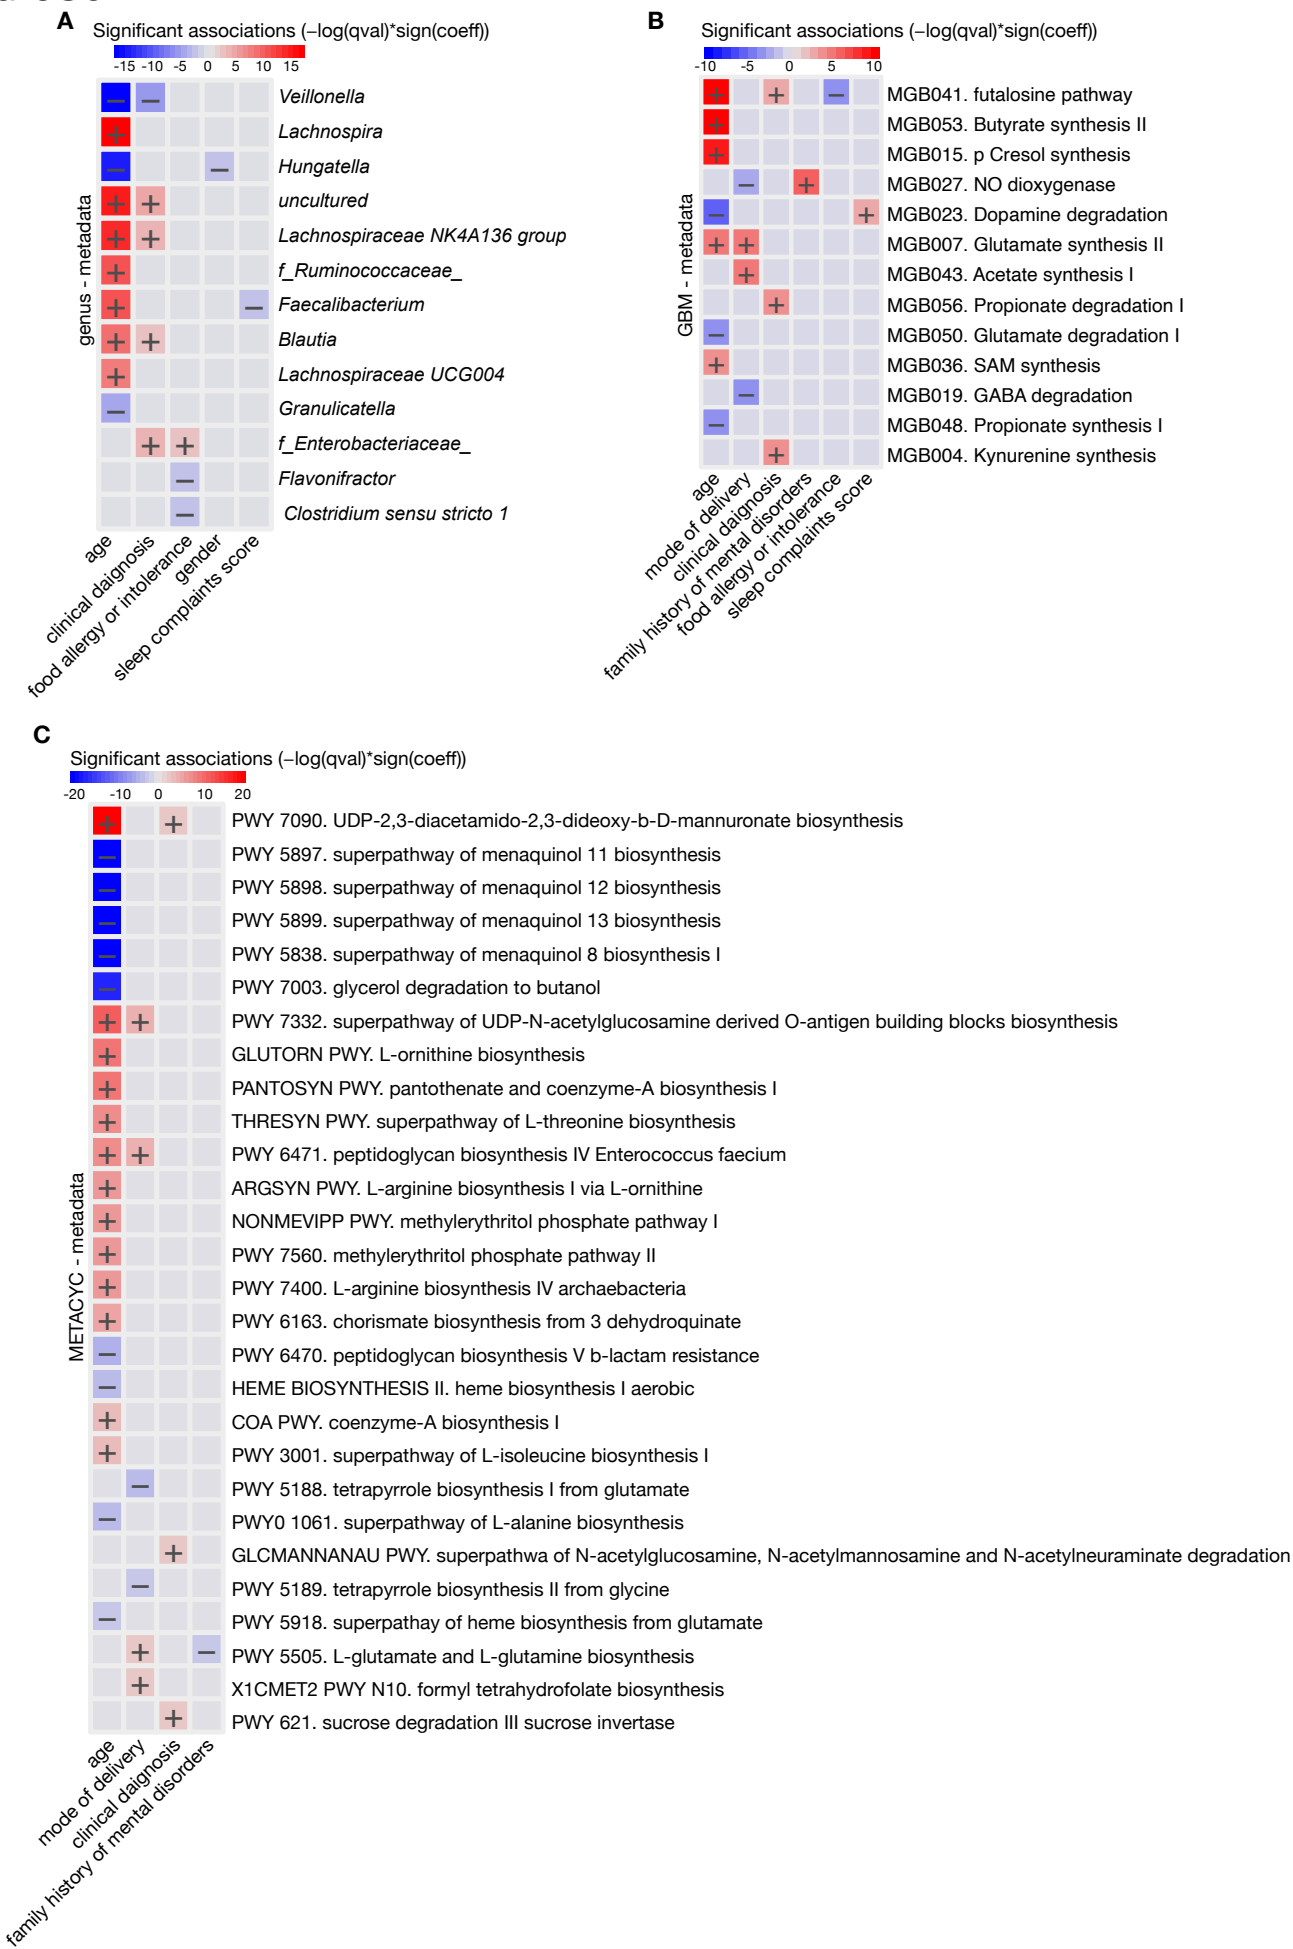 A
Significant associations (−log(qval)*sign(coeff))
-15 -10 -5 0 5 10 15
genus - metadata
− − Veillonella
+ Lachnospira
− − Hungatella
+ + uncultured
+ + Lachnospiraceae NK4A136 group
+ f_Ruminococcaceae_
+ − Faecalibacterium
+ + Blautia
+ Lachnospiraceae UCG004
− Granulicatella
+ + f_Enterobacteriaceae_
− Flavonifractor
− Clostridium sensu stricto 1
age
clinical daignosis
food allergy or intolerance
gender
sleep complaints score
B
Significant associations (−log(qval)*sign(coeff))
-10 -5 0 5 10
GBM - metadata
+ + − MGB041. futalosine pathway
+ MGB053. Butyrate synthesis II
+ MGB015. p Cresol synthesis
− + MGB027. NO dioxygenase
− + MGB023. Dopamine degradation
+ + MGB007. Glutamate synthesis II
+ MGB043. Acetate synthesis I
+ MGB056. Propionate degradation I
− MGB050. Glutamate degradation I
+ MGB036. SAM synthesis
− MGB019. GABA degradation
− MGB048. Propionate synthesis I
+ MGB004. Kynurenine synthesis
age
mode of delivery
clinical daignosis
family history of mental disorders
food allergy or intolerance
sleep complaints score
C
Significant associations (−log(qval)*sign(coeff))
-20 -10 0 10 20
METACYC - metadata
+ + PWY 7090. UDP-2,3-diacetamido-2,3-dideoxy-b-D-mannuronate biosynthesis
− PWY 5897. superpathway of menaquinol 11 biosynthesis
− PWY 5898. superpathway of menaquinol 12 biosynthesis
− PWY 5899. superpathway of menaquinol 13 biosynthesis
− PWY 5838. superpathway of menaquinol 8 biosynthesis I
− PWY 7003. glycerol degradation to butanol
+ + PWY 7332. superpathway of UDP-N-acetylglucosamine derived O-antigen building blocks biosynthesis
+ GLUTORN PWY. L-ornithine biosynthesis
+ PANTOSYN PWY. pantothenate and coenzyme-A biosynthesis I
+ THRESYN PWY. superpathway of L-threonine biosynthesis
+ + PWY 6471. peptidoglycan biosynthesis IV Enterococcus faecium
+ ARGSYN PWY. L-arginine biosynthesis I via L-ornithine
+ NONMEVIPP PWY. methylerythritol phosphate pathway I
+ PWY 7560. methylerythritol phosphate pathway II
+ PWY 7400. L-arginine biosynthesis IV archaebacteria
+ PWY 6163. chorismate biosynthesis from 3 dehydroquinate
− PWY 6470. peptidoglycan biosynthesis V b-lactam resistance
− HEME BIOSYNTHESIS II. heme biosynthesis I aerobic
+ COA PWY. coenzyme-A biosynthesis I
+ PWY 3001. superpathway of L-isoleucine biosynthesis I
− PWY 5188. tetrapyrrole biosynthesis I from glutamate
− PWY0 1061. superpathway of L-alanine biosynthesis
+ GLCMANNANAU PWY. superpathwa of N-acetylglucosamine, N-acetylmannosamine and N-acetylneuraminate degradation
− PWY 5189. tetrapyrrole biosynthesis II from glycine
− PWY 5918. superpathay of heme biosynthesis from glutamate
+ − PWY 5505. L-glutamate and L-glutamine biosynthesis
+ X1CMET2 PWY N10. formyl tetrahydrofolate biosynthesis
+ PWY 621. sucrose degradation III sucrose invertase
age
mode of delivery
clinical daignosis
family history of mental disorders